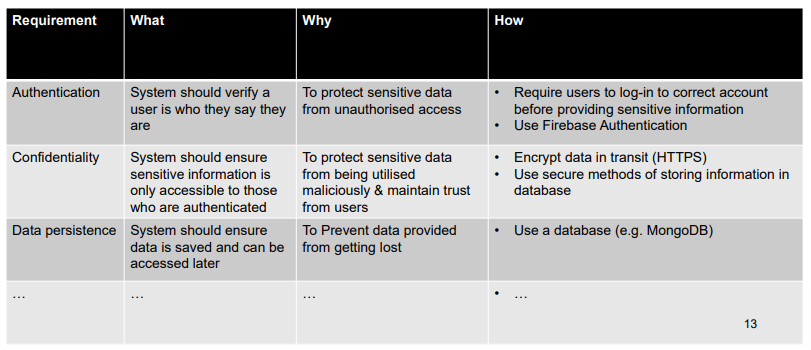 Requirement What Why How
Authentication System should verify a user is who they say they are To protect sensitive data from unauthorised access • Require users to log-in to correct account before providing sensitive information
• Use Firebase Authentication
Confidentiality System should ensure sensitive information is only accessible to those who are authenticated To protect sensitive data from being utilised maliciously & maintain trust from users • Encrypt data in transit (HTTPS)
• Use secure methods of storing information in database
Data persistence System should ensure data is saved and can be accessed later To Prevent data provided from getting lost • Use a database (e.g. MongoDB)
… … … • …
13